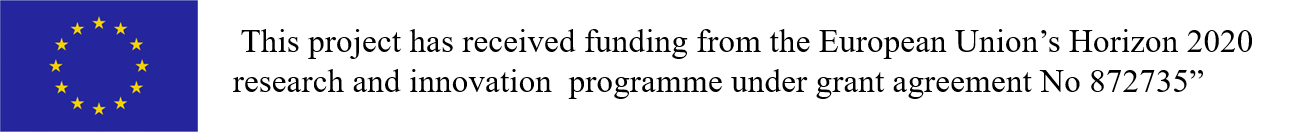 This project has received funding from the European Union’s Horizon 2020
research and innovation  programme under grant agreement No 872735”